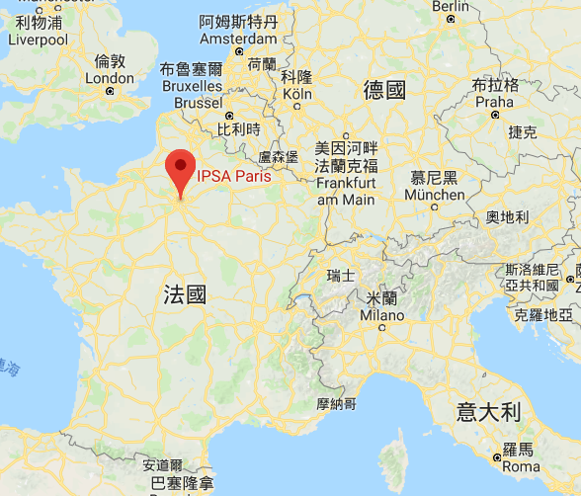 Berlin
利物浦
Liverpool
阿姆斯特丹
Amsterdam
倫敦
London
荷蘭
布魯塞爾
Bruxelles
Brussel
科隆
Köln
德國
布拉格
Praha
比利時
捷克
盧森堡
美因河畔
法蘭克福
Frankfurt
am Main
IPSA Paris
慕尼黑
München
奧地利
法國
瑞士
斯洛維尼
亞共和國
米蘭
Milano
克羅地亞
摩納哥
意大利
羅馬
Roma
安道爾
巴塞隆拿